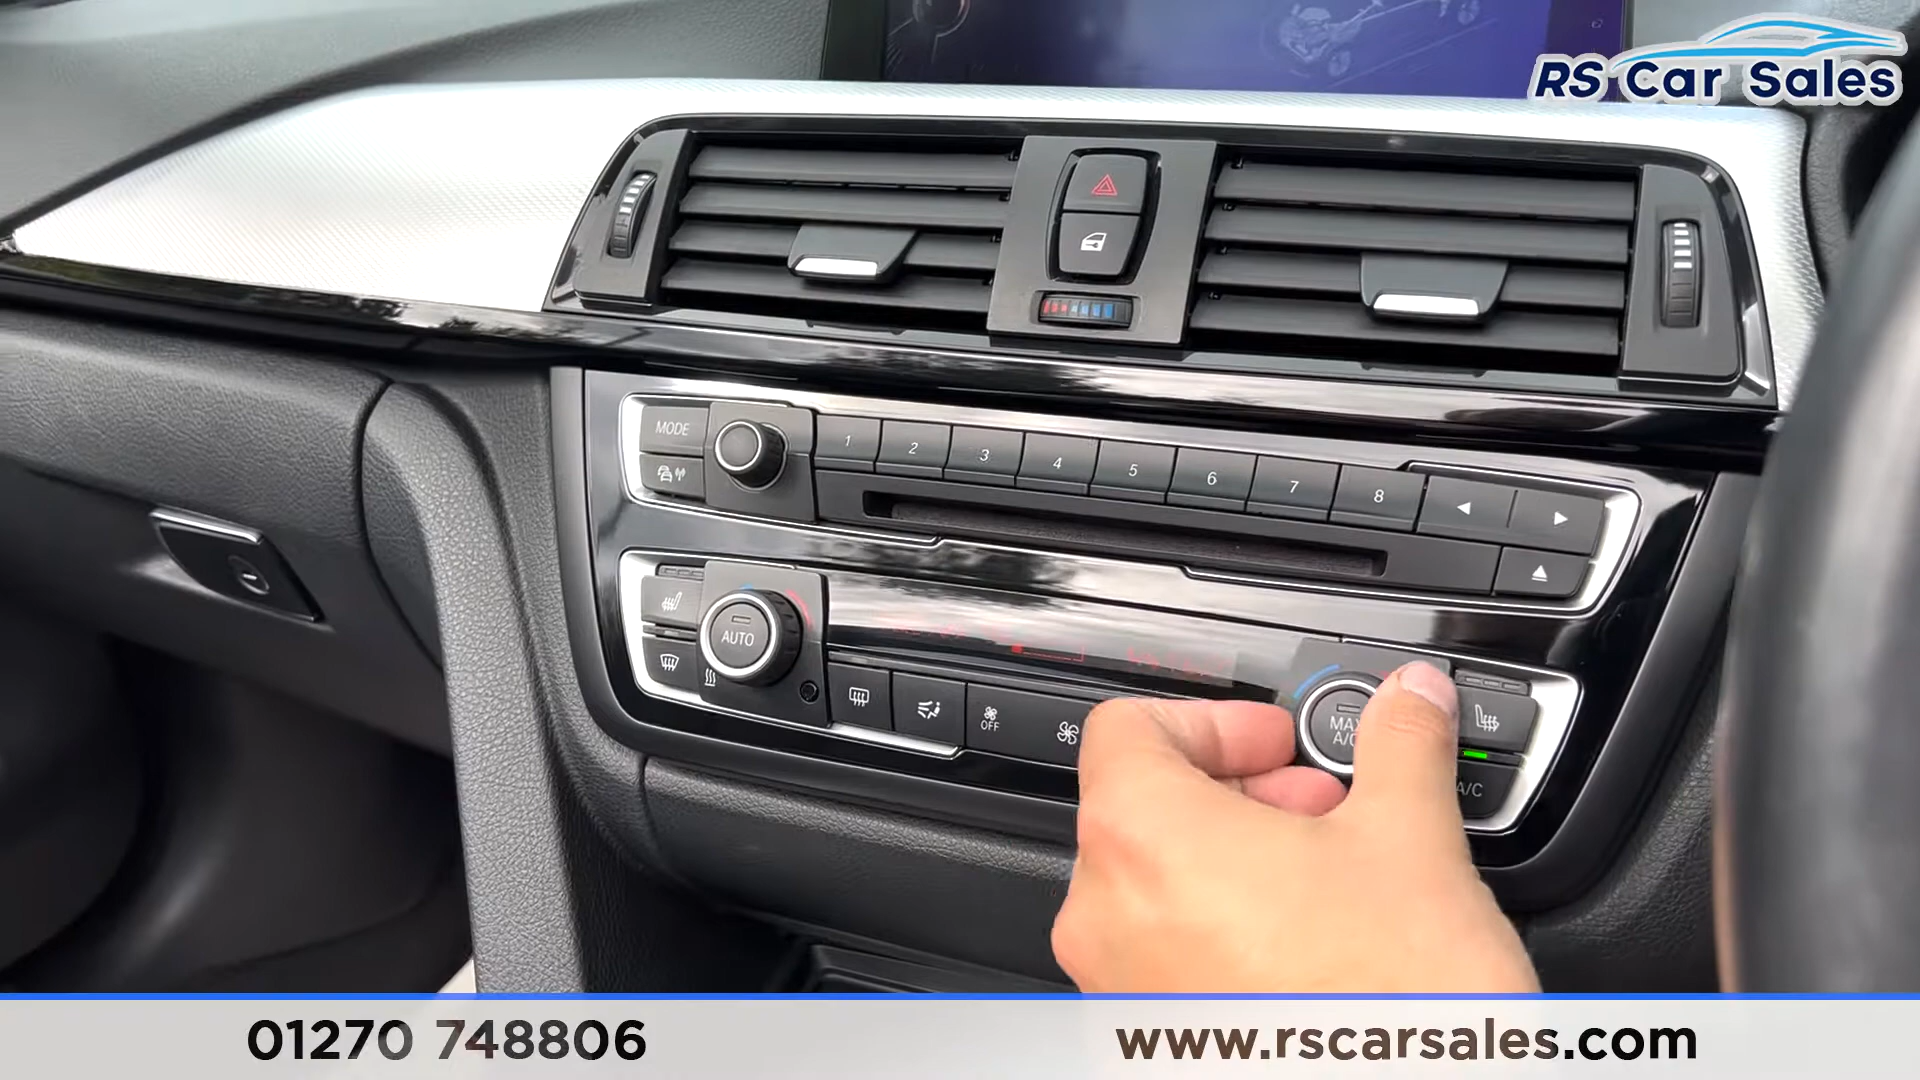 RS Car Sales
MODE
1 2 3 4 5 6 7 8
AUTO
OFF
MAX
A/C
A/C
01270 748806
www.rscarsales.com